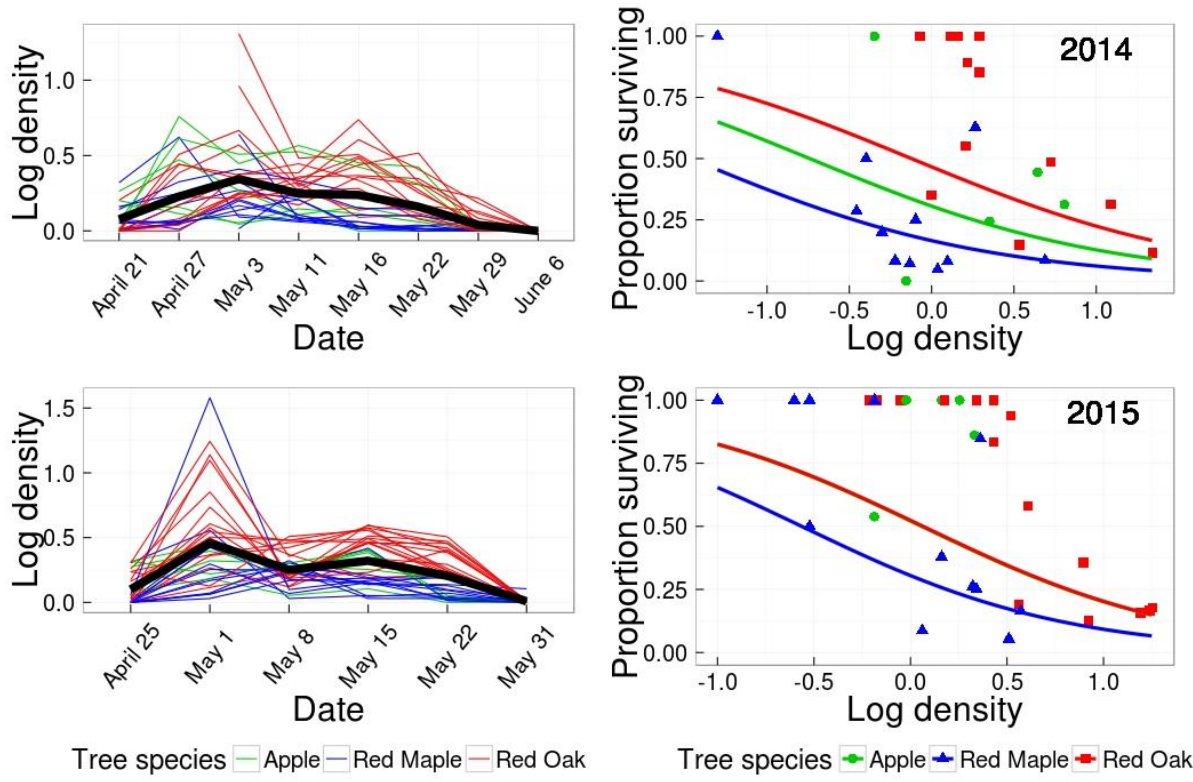 Log density
1.0
0.5
0.0
April 21
April 27
May 3
May 11
May 16
May 22
May 29
June 6
Date
Proportion surviving
1.00
0.75
0.50
0.25
0.00
2014
-1.0
-0.5
0.0
0.5
1.0
Log density
Log density
1.5
1.0
0.5
0.0
April 25
May 1
May 8
May 15
May 22
May 31
Date
Proportion surviving
1.00
0.75
0.50
0.25
0.00
2015
-1.0
-0.5
0.0
0.5
1.0
Log density
Tree species Apple Red Maple Red Oak
Tree species Apple Red Maple Red Oak